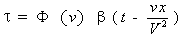 τ = Φ (v) β (t - vx/V²)